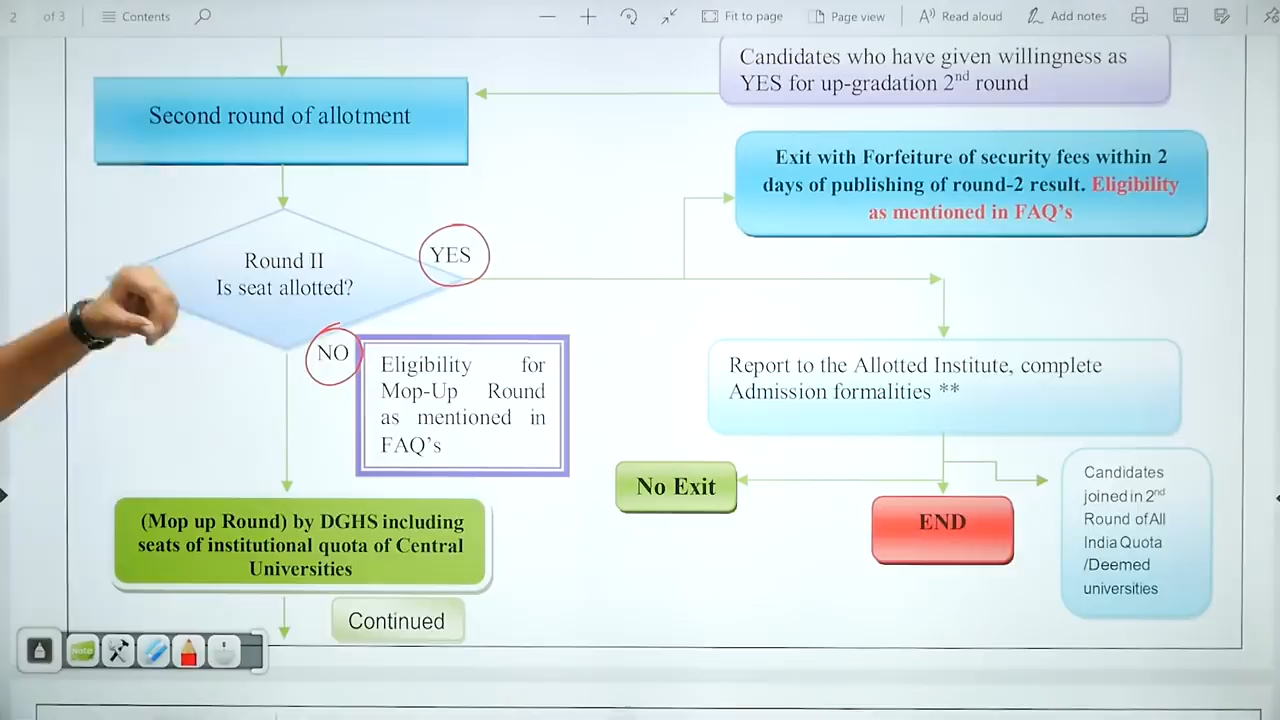 2 of 3 Contents Fit to page Page view Read aloud Add notes
Candidates who have given willingness as
YES for up-gradation 2nd round
Second round of allotment
Exit with Forfeiture of security fees within 2
days of publishing of round-2 result. Eligibility
as mentioned in FAQ's
Round II
Is seat allotted?
YES
NO
Eligibility for
Mop-Up Round
as mentioned in
FAQ's
Report to the Allotted Institute, complete
Admission formalities **
No Exit
END
Candidates
joined in 2nd
Round of All
India Quota
/Deemed
universities
(Mop up Round) by DGHS including
seats of institutional quota of Central
Universities
Continued
Note